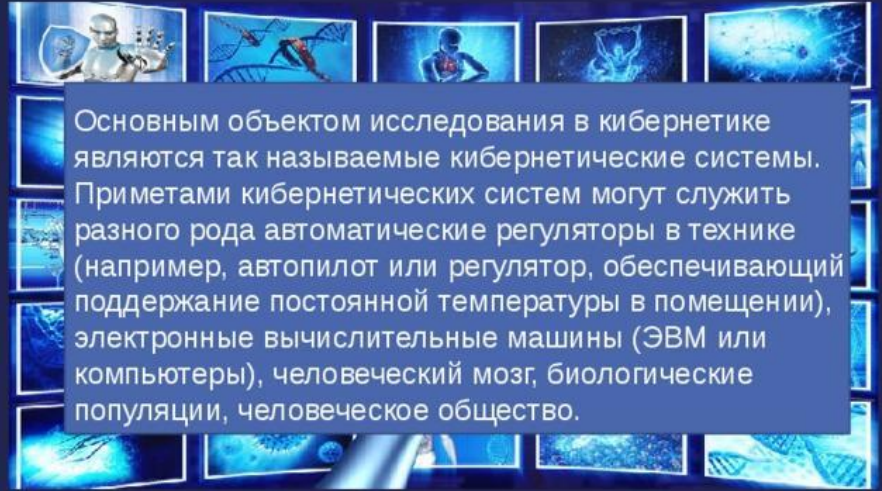 Основным объектом исследования в кибернетике
являются так называемые кибернетические системы.
Приметами кибернетических систем могут служить
разного рода автоматические регуляторы в технике
(например, автопилот или регулятор, обеспечивающий
поддержание постоянной температуры в помещении),
электронные вычислительные машины (ЭВМ или
компьютеры), человеческий мозг, биологические
популяции, человеческое общество.